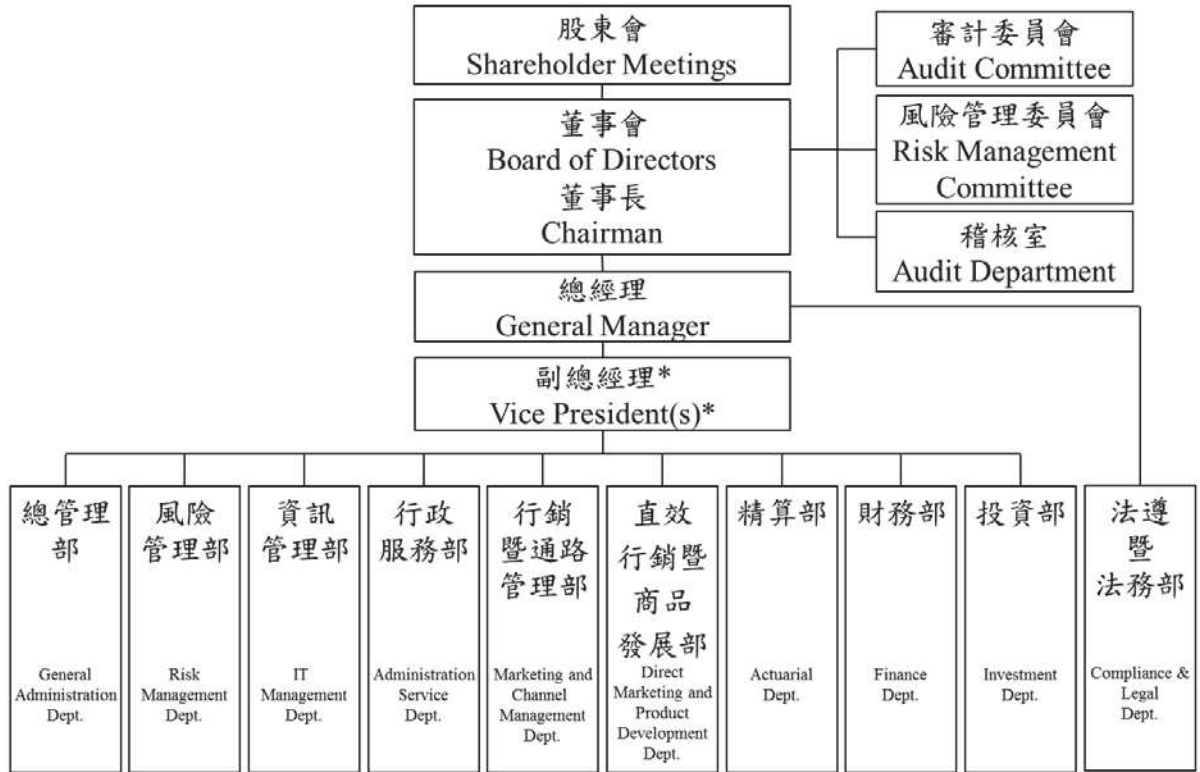 股東會
Shareholder Meetings
董事會
Board of Directors
董事長
Chairman
審計委員會
Audit Committee
風險管理委員會
Risk Management
Committee
稽核室
Audit Department
總經理
General Manager
副總經理*
Vice President(s)*
總管理
部
General
Administration
Dept.
風險
管理部
Risk
Management
Dept.
資訊
管理部
IT
Management
Dept.
行政
服務部
Administration
Service
Dept.
行銷
暨通路
管理部
Marketing and
Channel
Management
Dept.
直效
行銷暨
商品
發展部
Direct
Marketing and
Product
Development
Dept.
精算部
Actuarial
Dept.
財務部
Finance
Dept.
投資部
Investment
Dept.
法遵
暨
法務部
Compliance &
Legal
Dept.